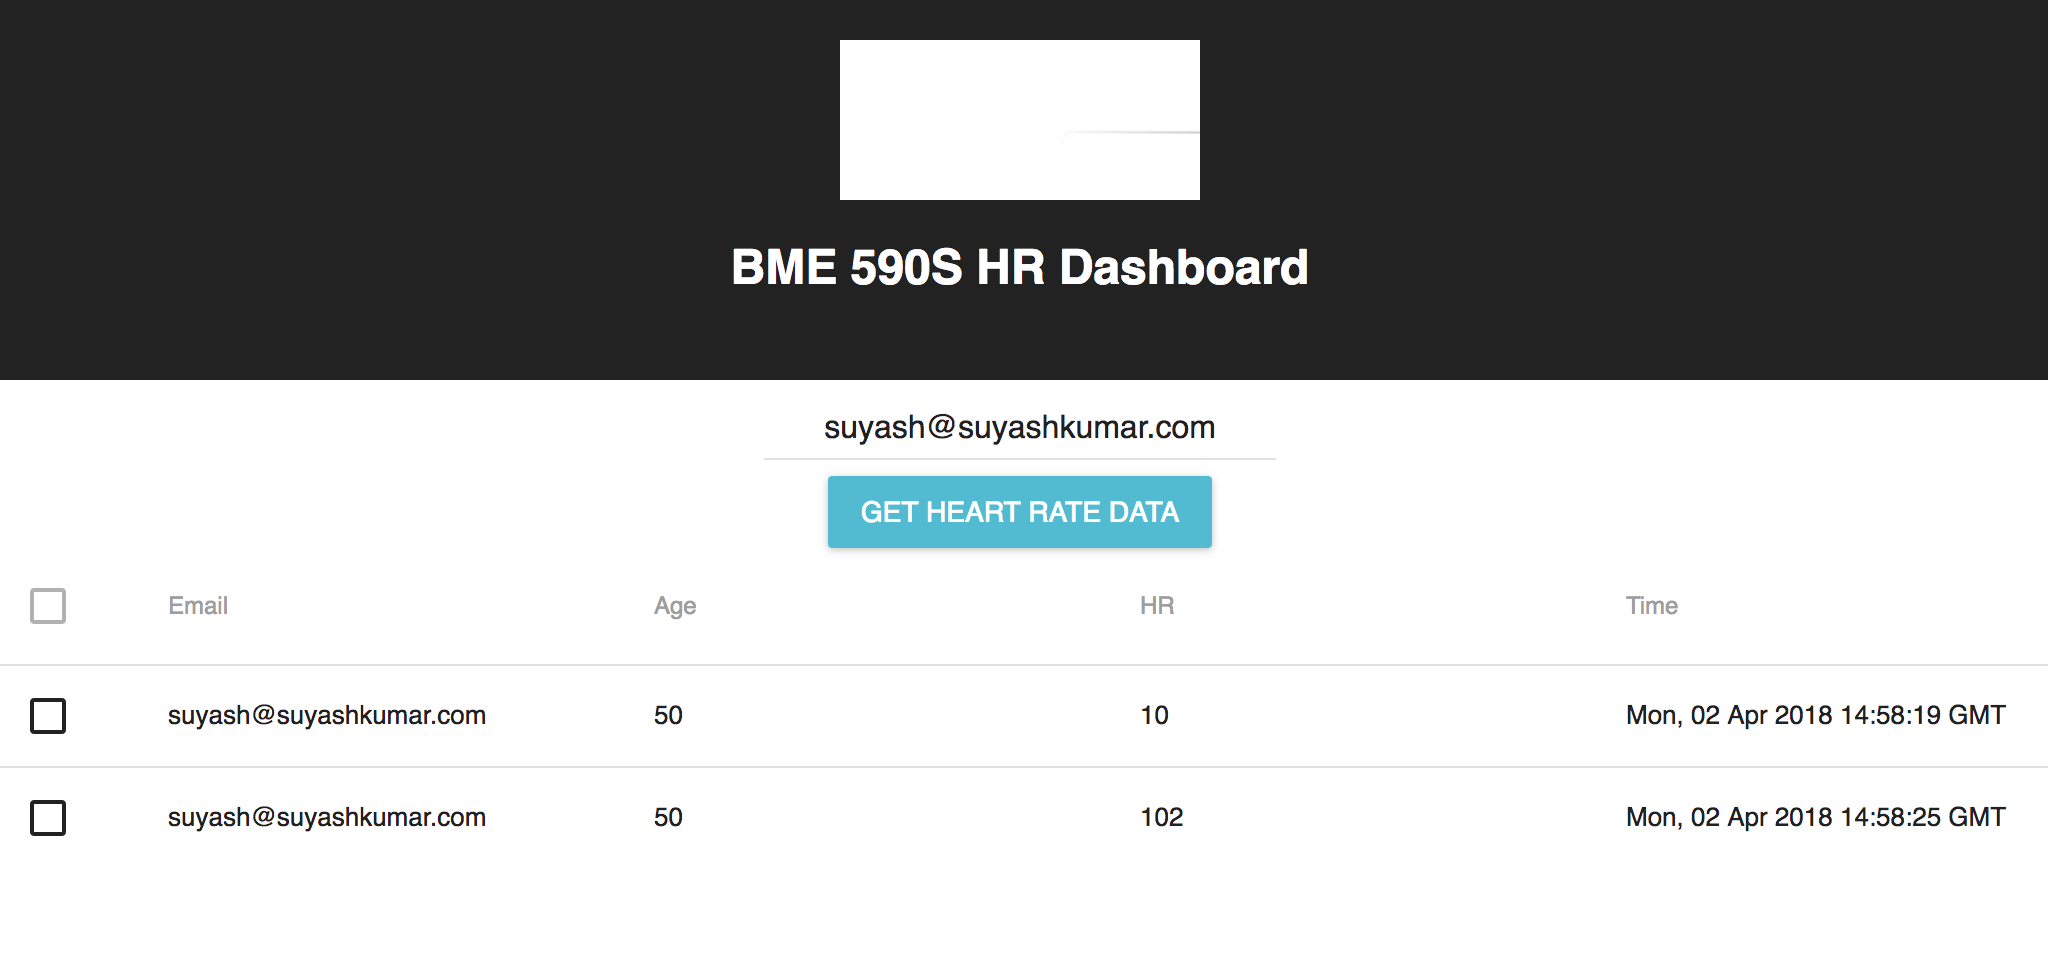 BME 590S HR Dashboard
suyash@suyashkumar.com
GET HEART RATE DATA
Email Age HR Time
suyash@suyashkumar.com 50 10 Mon, 02 Apr 2018 14:58:19 GMT
suyash@suyashkumar.com 50 102 Mon, 02 Apr 2018 14:58:25 GMT